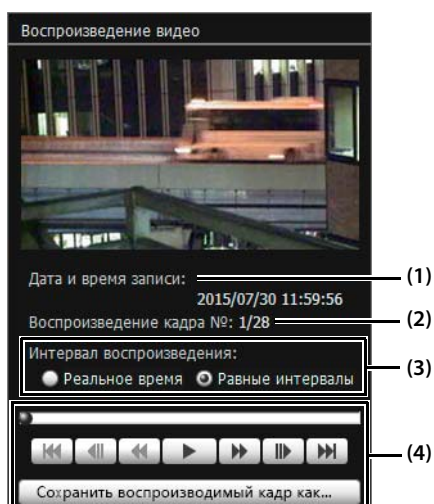 Воспроизведение видео
Дата и время записи:
(1)
2015/07/30 11:59:56
Воспроизведение кадра №: 1/28
(2)
Интервал воспроизведения:
(3)
Реальное время Равные интервалы
(4)
Сохранить воспроизводимый кадр как...